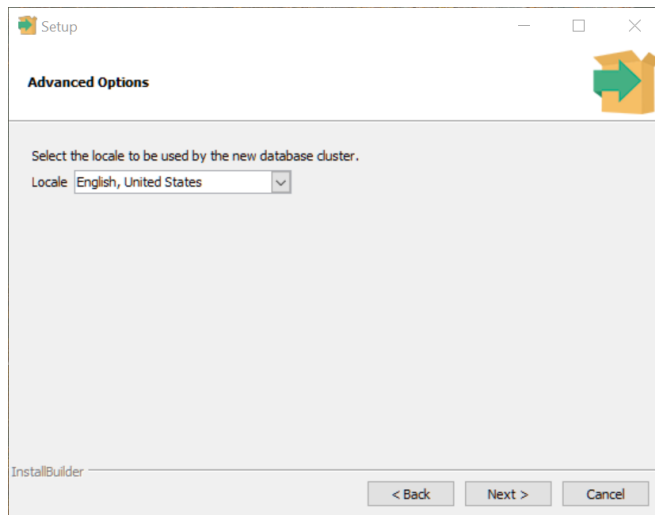 Setup
Advanced Options
Select the locale to be used by the new database cluster.
Locale English, United States
InstallBuilder
< Back Next > Cancel